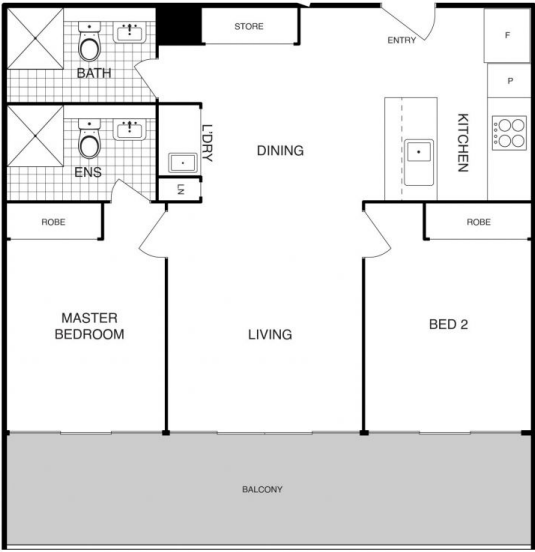 STORE
ENTRY
F
BATH
P
L'DRY
KITCHEN
DINING
ENS
LN
ROBE
ROBE
MASTER
BEDROOM
LIVING
BED 2
BALCONY